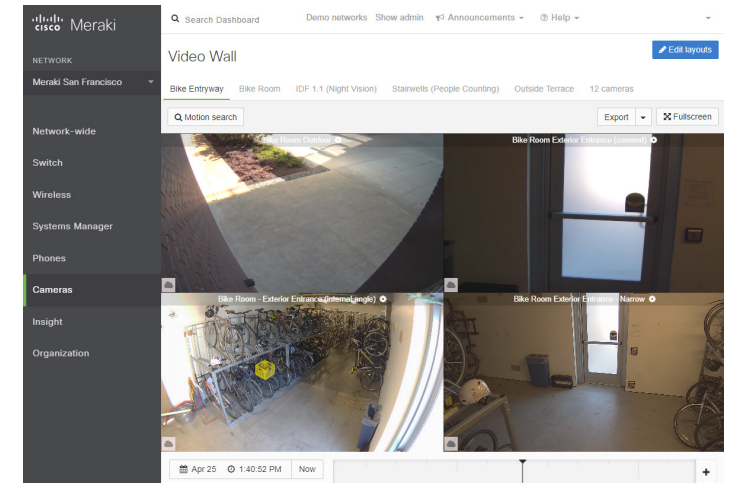 cisco Meraki
Search Dashboard
Demo networks Show admin Announcements Help
NETWORK
Meraki San Francisco
Network-wide
Switch
Wireless
Systems Manager
Phones
Cameras
Insight
Organization
Video Wall
Edit layouts
Bike Entryway Bike Room IDF 1.1 (Night Vision) Stairwells (People Counting) Outside Terrace 12 cameras
Motion search
Export Fullscreen
Bike Room Outdoor
Bike Room Exterior Entrance (zoomed)
Bike Room - Exterior Entrance (internal angle)
Bike Room Exterior Entrance - Narrow
Apr 25 1:40:52 PM Now